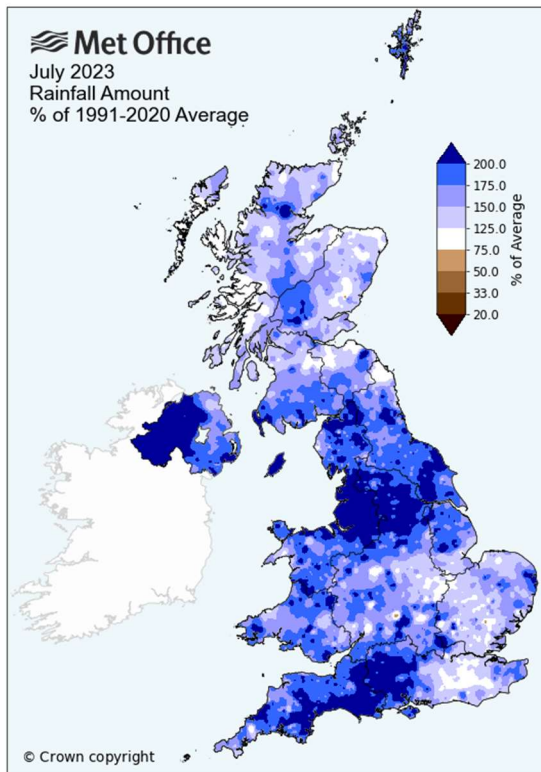 Met Office
July 2023
Rainfall Amount
% of 1991-2020 Average
200.0
175.0
150.0
125.0
75.0
50.0
33.0
20.0
% of Average
© Crown copyright